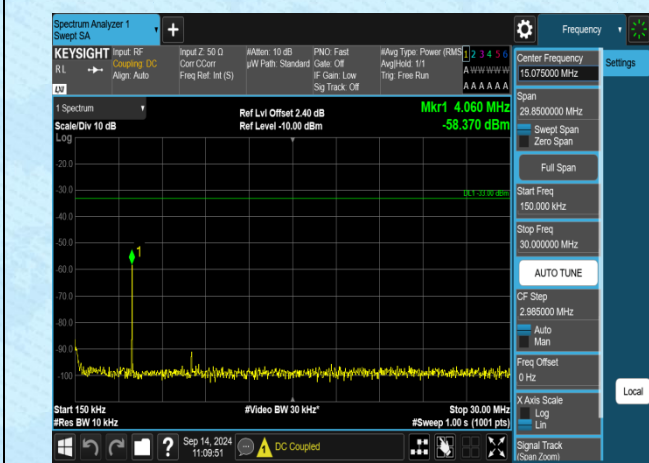 Spectrum Analyzer 1
Swept SA
Frequency
KEYSIGHT
Input: RF
Input Z: 50 Ω
#Atten: 10 dB
PNO: Fast
#Avg Type: Power (RMS
1 2 3 4 5 6
RL
Coupling: DC
Corr CCorr
µW Path: Standard
Gate: Off
Avg|Hold: 1/1
A W W W W W
Align: Auto
Freq Ref: Int (S)
IF Gain: Low
Trig: Free Run
Sig Track: Off
A A A A A A
LXI
1 Spectrum
Ref Lvl Offset 2.40 dB
Mkr1 4.060 MHz
Scale/Div 10 dB
Ref Level -10.00 dBm
-58.370 dBm
Log
-20.0
-30.0
DL1 -33.00 dBm
-40.0
-50.0
1
-60.0
-70.0
-80.0
-90.0
-100
Start 150 kHz
#Video BW 30 kHz*
Stop 30.00 MHz
#Res BW 10 kHz
#Sweep 1.00 s (1001 pts)
?
Sep 14, 2024
11:09:51
DC Coupled
Center Frequency
15.075000 MHz
Settings
Span
29.8500000 MHz
Swept Span
Zero Span
Full Span
Start Freq
150.000 kHz
Stop Freq
30.000000 MHz
AUTO TUNE
CF Step
2.985000 MHz
Auto
Man
Freq Offset
0 Hz
Local
X Axis Scale
Log
Lin
Signal Track
(Span Zoom)